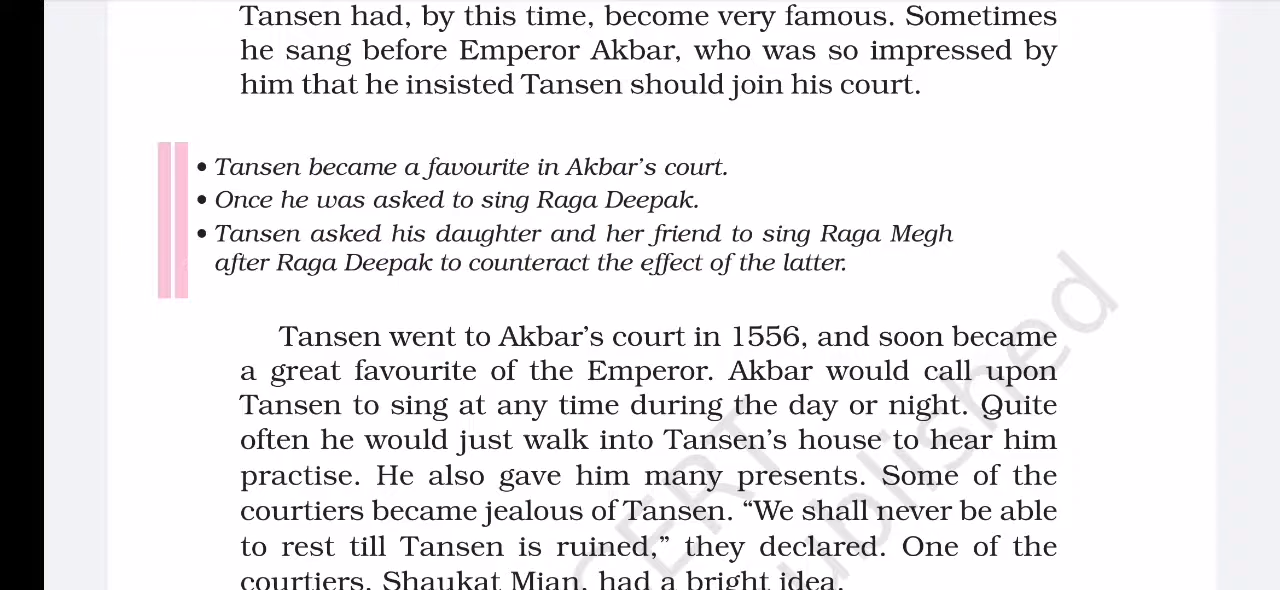 Tansen had, by this time, become very famous. Sometimes
he sang before Emperor Akbar, who was so impressed by
him that he insisted Tansen should join his court.
• Tansen became a favourite in Akbar's court.
• Once he was asked to sing Raga Deepak.
• Tansen asked his daughter and her friend to sing Raga Megh
after Raga Deepak to counteract the effect of the latter.
Tansen went to Akbar's court in 1556, and soon became
a great favourite of the Emperor. Akbar would call upon
Tansen to sing at any time during the day or night. Quite
often he would just walk into Tansen's house to hear him
practise. He also gave him many presents. Some of the
courtiers became jealous of Tansen. “We shall never be able
to rest till Tansen is ruined,” they declared. One of the
courtiers, Shaukat Mian, had a bright idea.